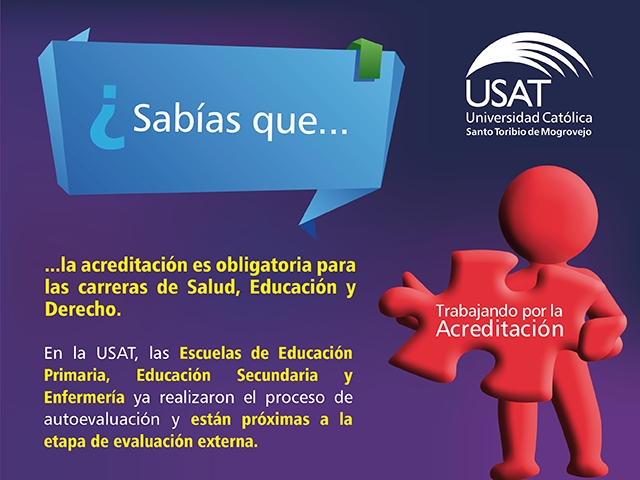 ¿Sabías que...
USAT
Universidad Católica
Santo Toribio de Mogrovejo
...la acreditación es obligatoria para
las carreras de Salud, Educación y
Derecho.
En la USAT, las Escuelas de Educación
Primaria, Educación Secundaria y
Enfermería ya realizaron el proceso de
autoevaluación y están próximas a la
etapa de evaluación externa.
Trabajando por la
Acreditación